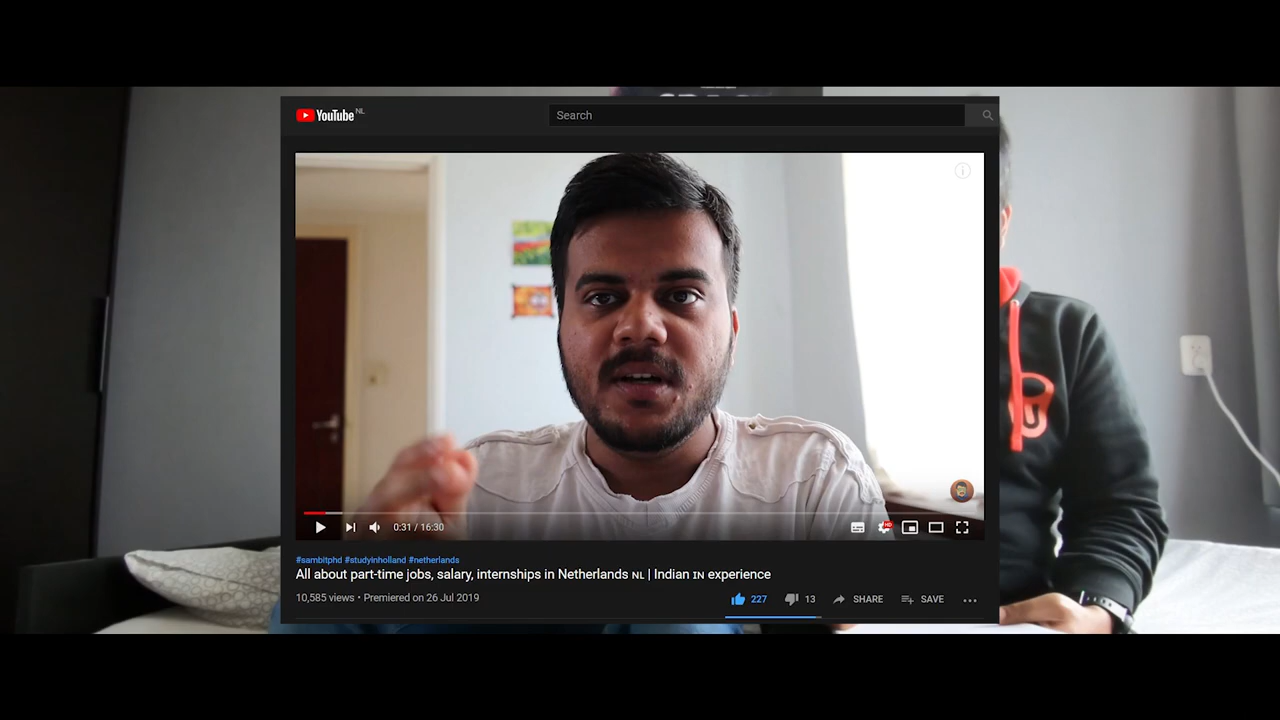 YouTube NL
Search
HD
0:31 / 16:30
#sambitphd #studyinholland #netherlands
All about part-time jobs, salary, internships in Netherlands NL | Indian IN experience
10,585 views • Premiered on 26 Jul 2019
227
13
SHARE
SAVE